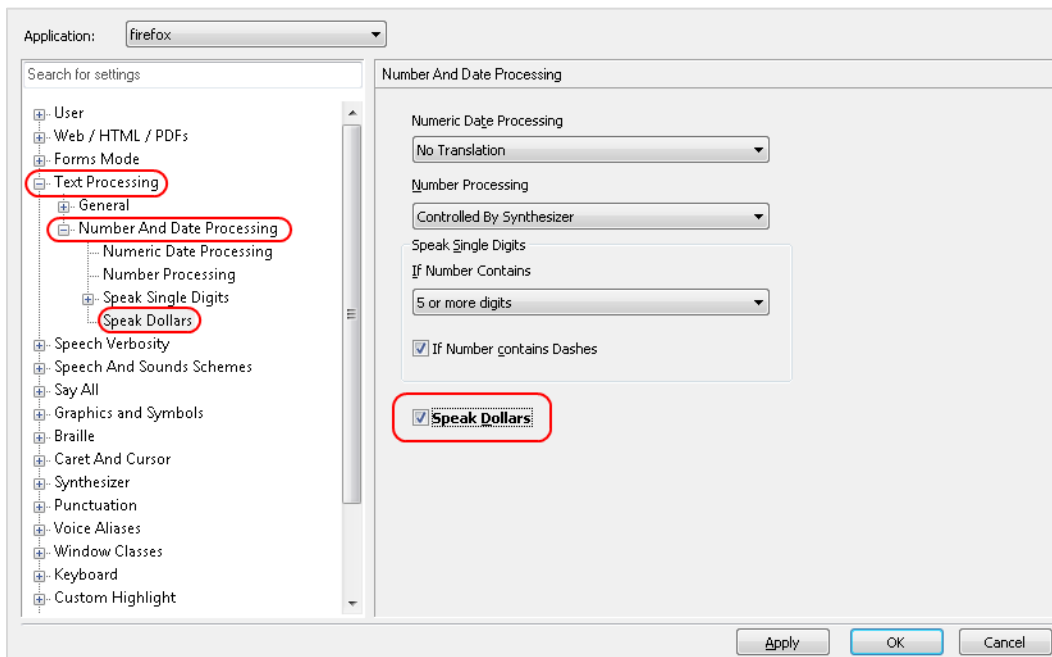 Application: firefox
Search for settings
User
Web / HTML / PDFs
Forms Mode
Text Processing
General
Number And Date Processing
Numeric Date Processing
Number Processing
Speak Single Digits
Speak Dollars
Speech Verbosity
Speech And Sounds Schemes
Say All
Graphics and Symbols
Braille
Caret And Cursor
Synthesizer
Punctuation
Voice Aliases
Window Classes
Keyboard
Custom Highlight
Number And Date Processing
Numeric Date Processing
No Translation
Number Processing
Controlled By Synthesizer
Speak Single Digits
If Number Contains
5 or more digits
If Number contains Dashes
Speak Dollars
Apply OK Cancel